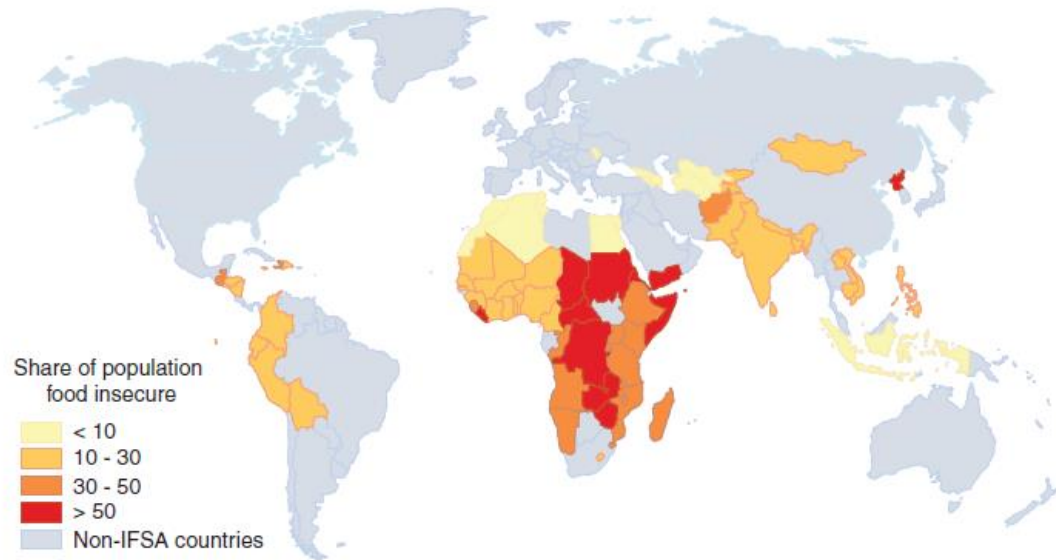 Share of population
food insecure
< 10
10 - 30
30 - 50
> 50
Non-IFSA countries